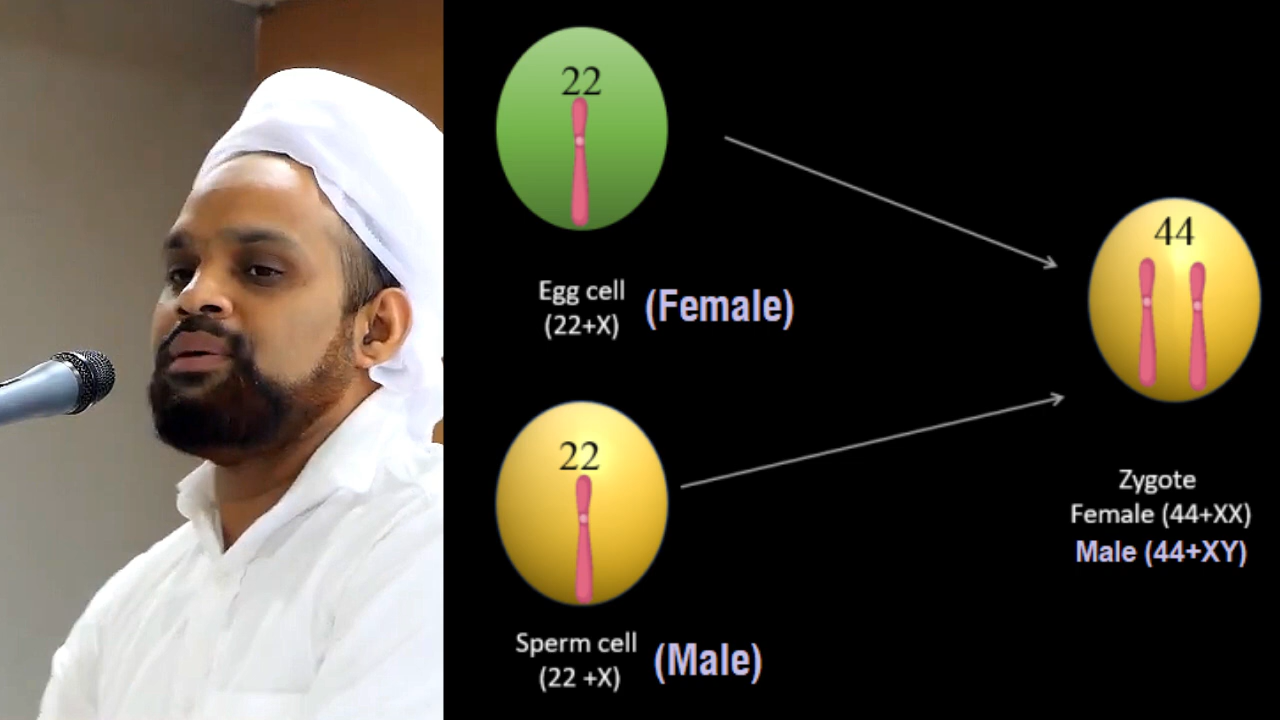 22
Egg cell
(22+X)
(Female)
44
22
Zygote
Female (44+XX)
Male (44+XY)
Sperm cell
(22 +X)
(Male)